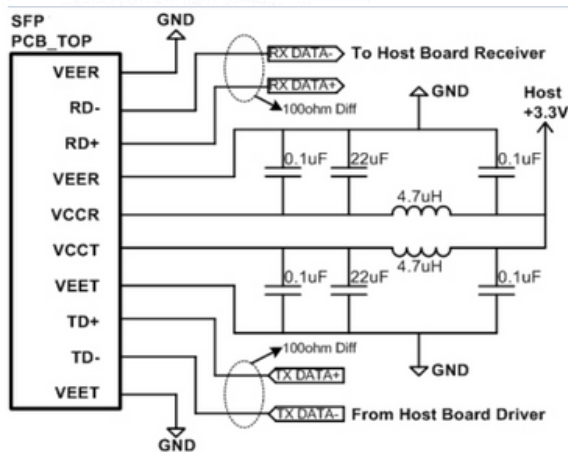 SFP
PCB_TOP
GND
VEER
RD-
RD+
VEER
VCCR
VCCT
VEET
TD+
TD-
VEET
RX DATA-
To Host Board Receiver
RX DATA+
100ohm Diff
GND
Host
+3.3V
0.1uF
22uF
0.1uF
4.7uH
4.7uH
0.1uF
22uF
0.1uF
100ohm Diff
GND
TX DATA+
TX DATA-
From Host Board Driver
GND